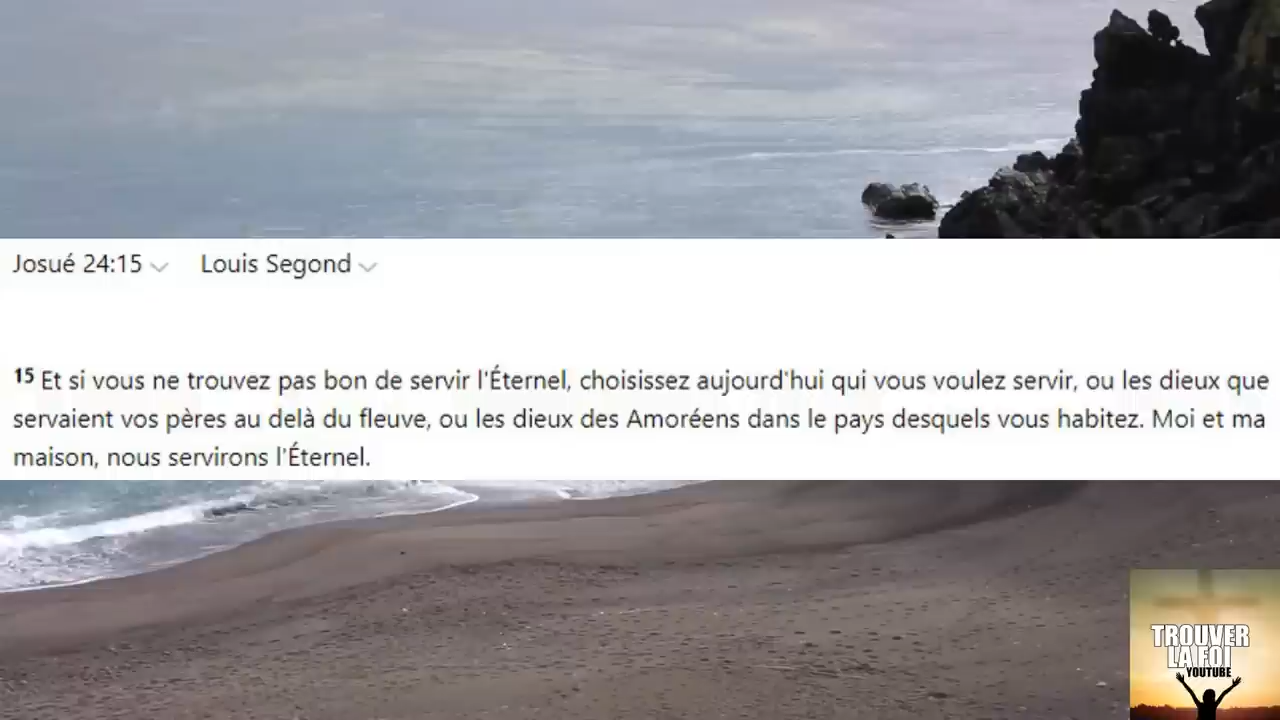 Josué 24:15 Louis Segond
15 Et si vous ne trouvez pas bon de servir l'Éternel, choisissez aujourd'hui qui vous voulez servir, ou les dieux que
servaient vos pères au delà du fleuve, ou les dieux des Amoréens dans le pays desquels vous habitez. Moi et ma
maison, nous servirons l'Éternel.
TROUVER
LA FOI
YOUTUBE